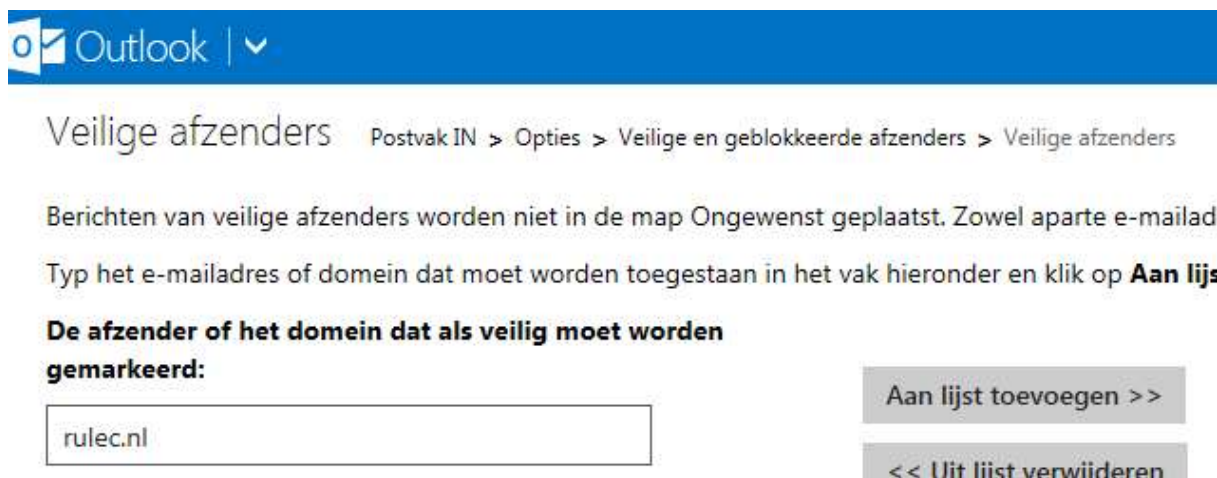 Outlook
Veilige afzenders Postvak IN > Opties > Veilige en geblokkeerde afzenders > Veilige afzenders
Berichten van veilige afzenders worden niet in de map Ongewenst geplaatst. Zowel aparte
Typ het e-mailadres of domein dat moet worden toegestaan in het vak hieronder en klik op Aan
De afzender of het domein dat als veilig moet worden
gemarkeerd:
Aan lijst toevoegen >>
rulec.nl
<< Uit lijst verwijderen